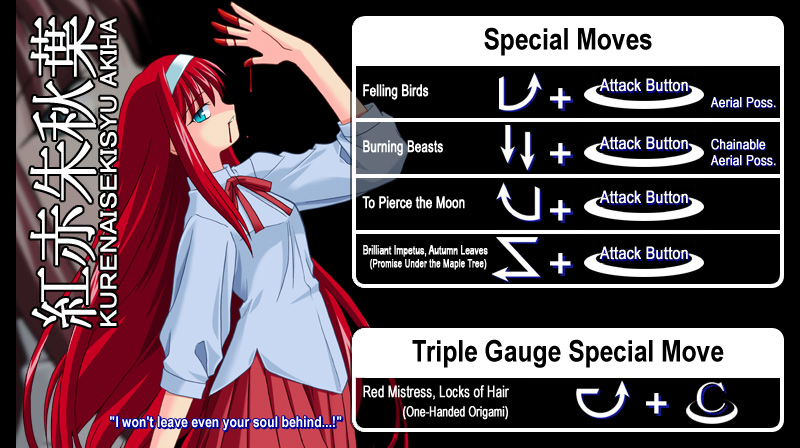 紅赤朱秋葉
KURENAISEKISYU AKIHA
"I won't leave even your soul behind...!"
Special Moves
Felling Birds
+
Attack Button
Aerial Poss.
Burning Beasts
+
Attack Button
Chainable
Aerial Poss.
To Pierce the Moon
+
Attack Button
Brilliant Impetus, Autumn Leaves
(Promise Under the Maple Tree)
+
Attack Button
Triple Gauge Special Move
Red Mistress, Locks of Hair
(One-Handed Origami)
+
C